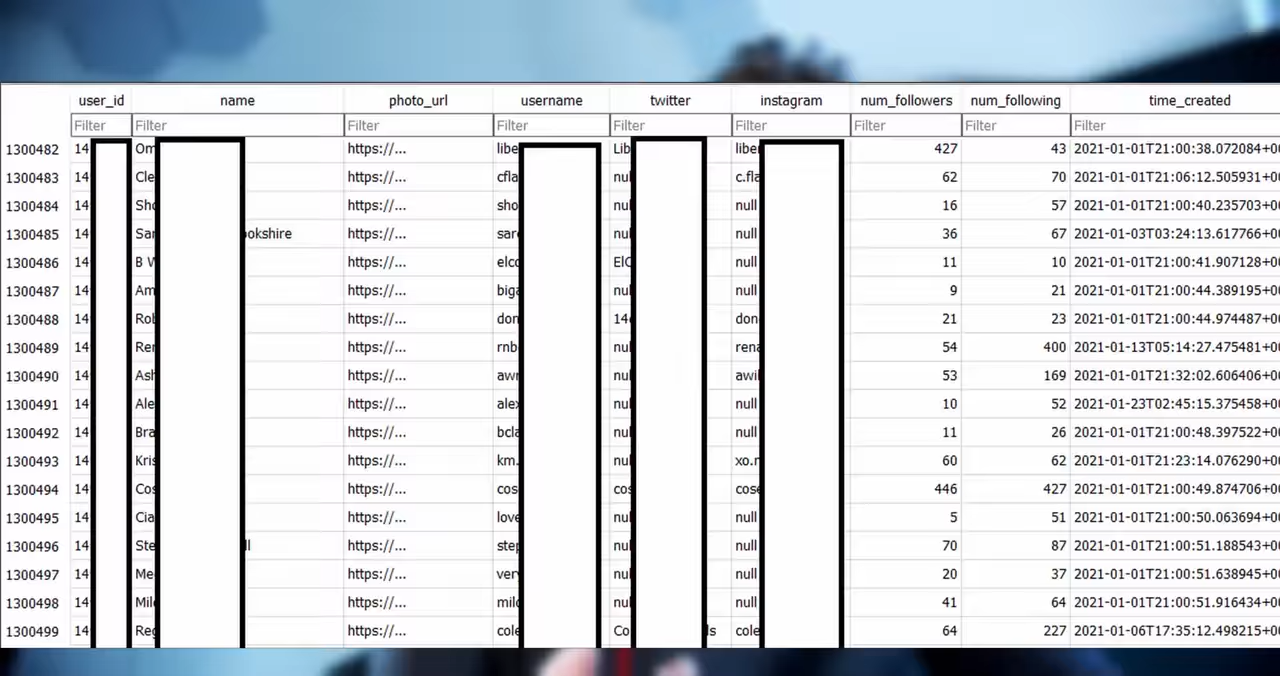 user_id name photo_url username twitter instagram num_followers num_following time_created
Filter Filter Filter Filter Filter Filter Filter Filter Filter
1300482 14 Om https://... libe Lib liber 427 43 2021-01-01T21:00:38.072084+0
1300483 14 Cle https://... cfla nul c.fla 62 70 2021-01-01T21:06:12.505931+0
1300484 14 Sho https://... sho nul null 16 57 2021-01-01T21:00:40.235703+0
1300485 14 Sar ookshire https://... sar nul null 36 67 2021-01-03T03:24:13.617766+0
1300486 14 B V https://... elco ElC null 11 10 2021-01-01T21:00:41.907128+0
1300487 14 Am https://... biga nul null 9 21 2021-01-01T21:00:44.389195+0
1300488 14 Rob https://... don 14 don 21 23 2021-01-01T21:00:44.974487+0
1300489 14 Ren https://... rnb nul rena 54 400 2021-01-13T05:14:27.475481+0
1300490 14 Ash https://... awr nul awil 53 169 2021-01-01T21:32:02.606406+0
1300491 14 Ale https://... alex nul null 10 52 2021-01-23T02:45:15.375458+0
1300492 14 Bra https://... bcla nul null 11 26 2021-01-01T21:00:48.397522+0
1300493 14 Kris https://... km. nul xo.r 60 62 2021-01-01T21:23:14.076290+0
1300494 14 Cos https://... cos cos cose 446 427 2021-01-01T21:00:49.874706+0
1300495 14 Cia https://... love nul null 5 51 2021-01-01T21:00:50.063694+0
1300496 14 Ste ll https://... step nul null 70 87 2021-01-01T21:00:51.188543+0
1300497 14 Me https://... ver nul null 20 37 2021-01-01T21:00:51.638945+0
1300498 14 Mil https://... milo nul null 41 64 2021-01-01T21:00:51.916434+0
1300499 14 Reg https://... cole Co ls cole 64 227 2021-01-06T17:35:12.498215+0